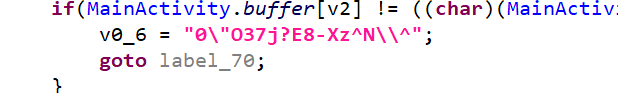 if(MainActivity.buffer[v2] != ((char)(MainActivi
v0_6 = "0\"O37j?E8-Xz^N\\^";
goto label_70;
}